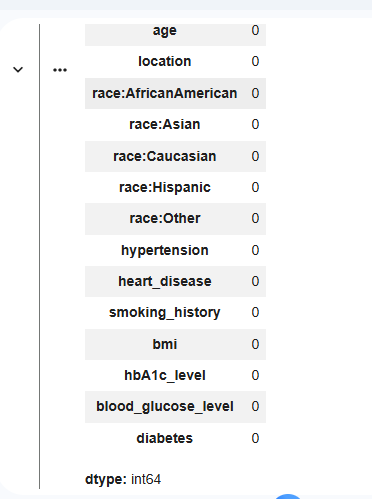 age 0
location 0
race:AfricanAmerican 0
race:Asian 0
race:Caucasian 0
race:Hispanic 0
race:Other 0
hypertension 0
heart_disease 0
smoking_history 0
bmi 0
hbA1c_level 0
blood_glucose_level 0
diabetes 0
dtype: int64